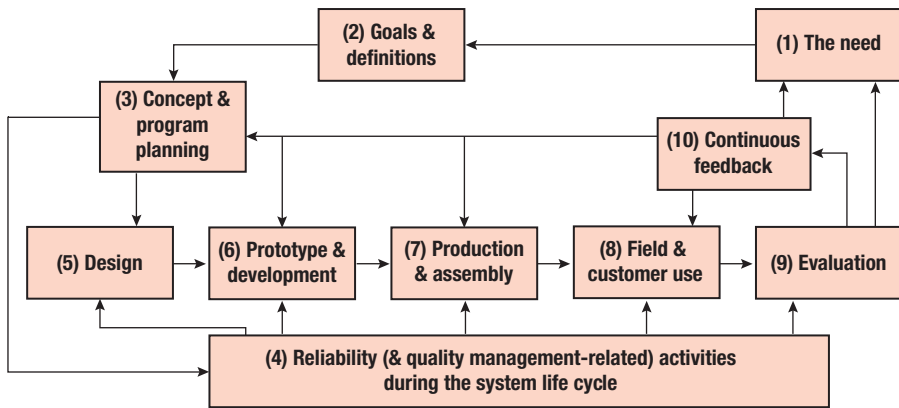 (2) Goals &
definitions
(1) The need
(3) Concept &
program
planning
(10) Continuous
feedback
(5) Design
(6) Prototype &
development
(7) Production
& assembly
(8) Field &
customer use
(9) Evaluation
(4) Reliability (& quality management-related) activities
during the system life cycle